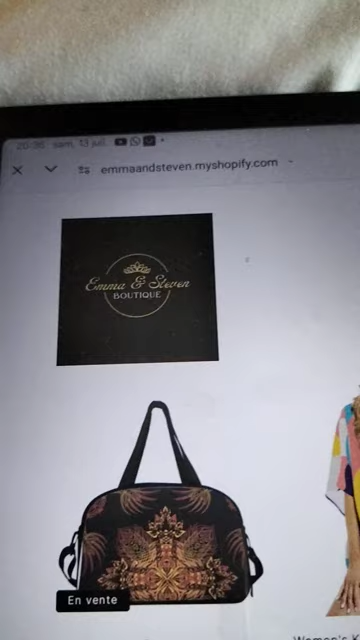 20:36 sam. 13 juil.
emmaandsteven.myshopify.com
Emma & Steven
BOUTIQUE
En vente
Women's